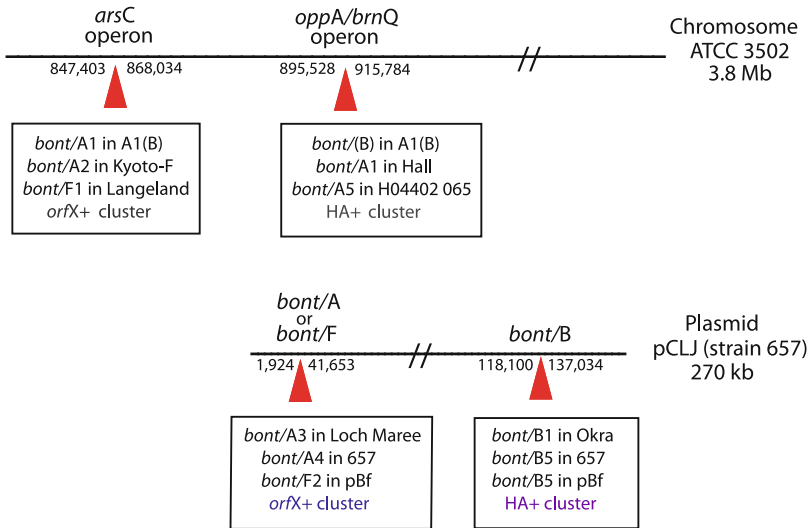 arsC
operon
oppA/brnQ
operon
Chromosome
ATCC 3502
3.8 Mb
847,403 868,034
895,528 915,784
bont/A1 in A1(B)
bont/A2 in Kyoto-F
bont/F1 in Langeland
orfX+ cluster
bont/(B) in A1(B)
bont/A1 in Hall
bont/A5 in H04402 065
HA+ cluster
bont/A
or
bont/F
bont/B
Plasmid
pCLJ (strain 657)
270 kb
1,924 41,653
118,100 137,034
bont/A3 in Loch Maree
bont/A4 in 657
bont/F2 in pBf
orfX+ cluster
bont/B1 in Okra
bont/B5 in 657
bont/B5 in pBf
HA+ cluster